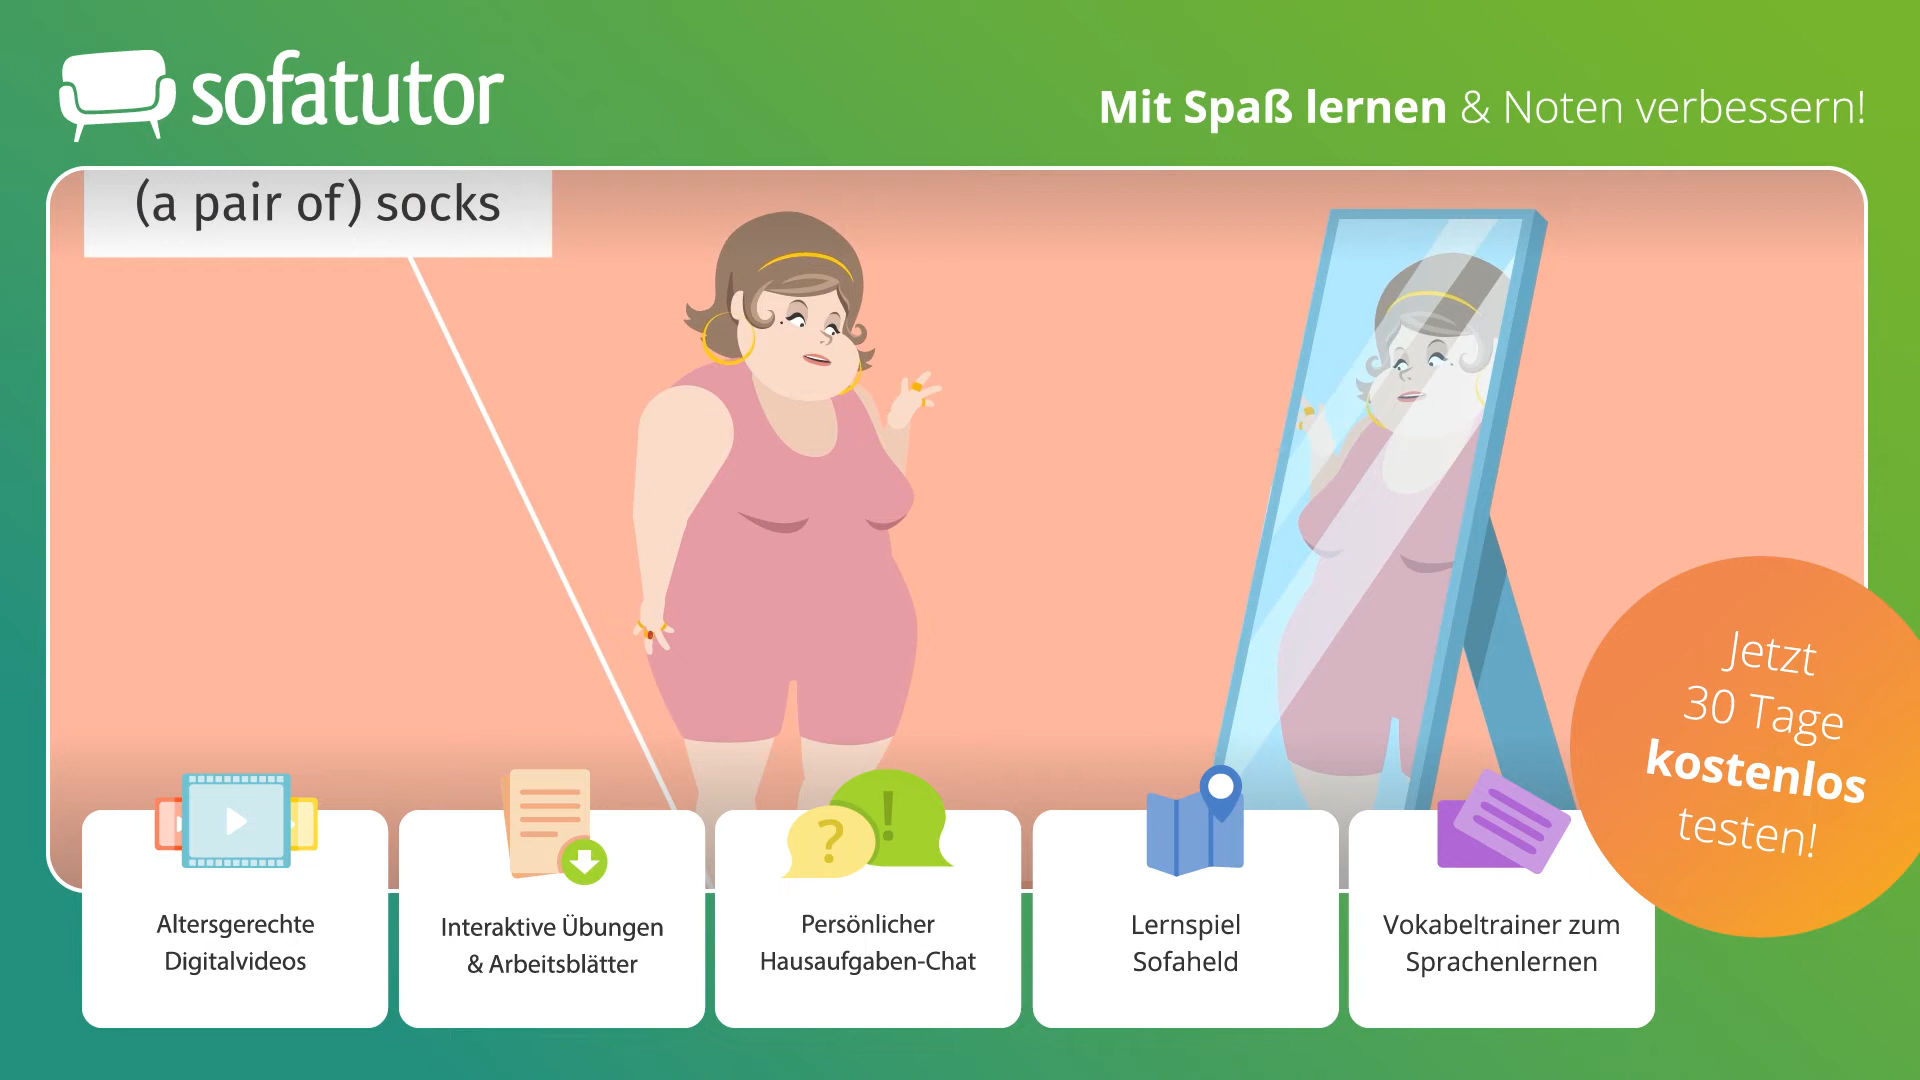 sofatutor
Mit Spaß lernen & Noten verbessern!
(a pair of) socks
Jetzt
30 Tage
kostenlos
testen!
? !
Altersgerechte
Digitalvideos
Interaktive Übungen
& Arbeitsblätter
Persönlicher
Hausaufgaben-Chat
Lernspiel
Sofaheld
Vokabeltrainer zum
Sprachenlernen